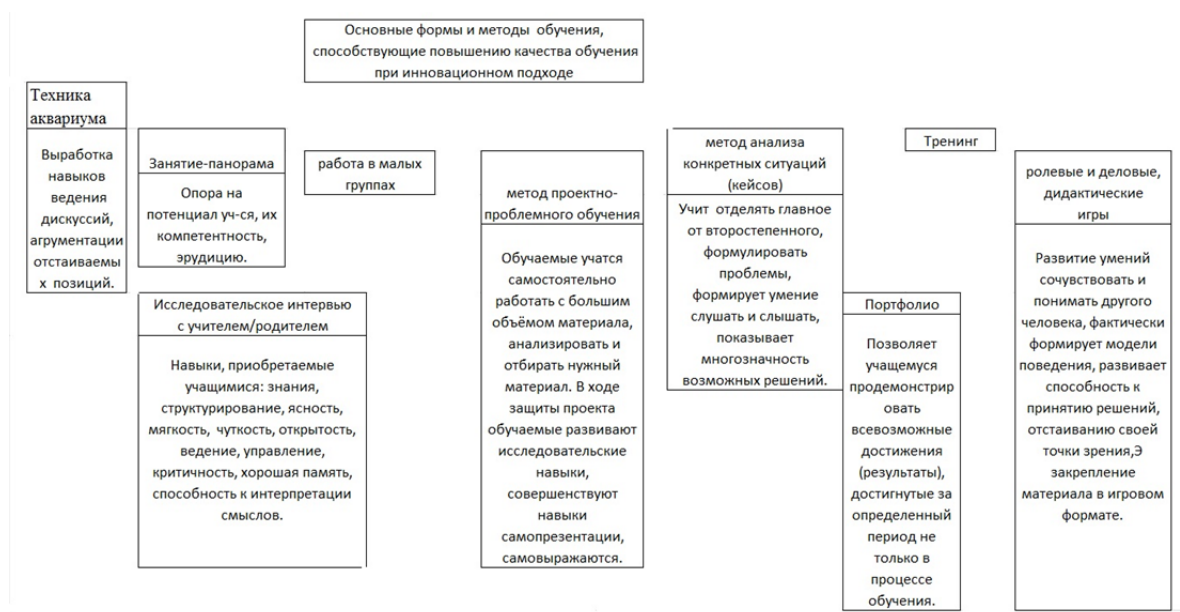 Основные формы и методы обучения,
способствующие повышению качества обучения
при инновационном подходе
Техника
аквариума
Выработка
навыков
ведения
дискуссий,
агрументации
отстаиваемы
х позиций.
Занятие-панорама
Опора на
потенциал уч-ся, их
компетентность,
эрудицию.
Исследовательское интервью
с учителем/родителем
Навыки, приобретаемые
учащимися: знания,
структурирование, ясность,
мягкость, чуткость, открытость,
ведение, управление,
критичность, хорошая память,
способность к интерпретации
смыслов.
работа в малых
группах
метод проектно-
проблемного обучения
Обучаемые учатся
самостоятельно
работать с большим
объёмом материала,
анализировать и
отбирать нужный
материал. В ходе
защиты проекта
обучаемые развивают
исследовательские
навыки,
совершенствуют
навыки
самопрезентации,
самовыражаются.
метод анализа
конкретных ситуаций
(кейсов)
Учит отделять главное
от второстепенного,
формулировать
проблемы,
формирует умение
слушать и слышать,
показывает
многозначность
возможных решений.
Портфолио
Позволяет
учащемуся
продемонстрир
овать
всевозможные
достижения
(результаты),
достигнутые за
определенный
период не
только в
процессе
обучения.
Тренинг
ролевые и деловые,
дидактические
игры
Развитие умений
сочувствовать и
понимать другого
человека, фактически
формирует модели
поведения, развивает
способность к
принятию решений,
отстаиванию своей
точки зрения,Э
закрепление
материала в игровом
формате.